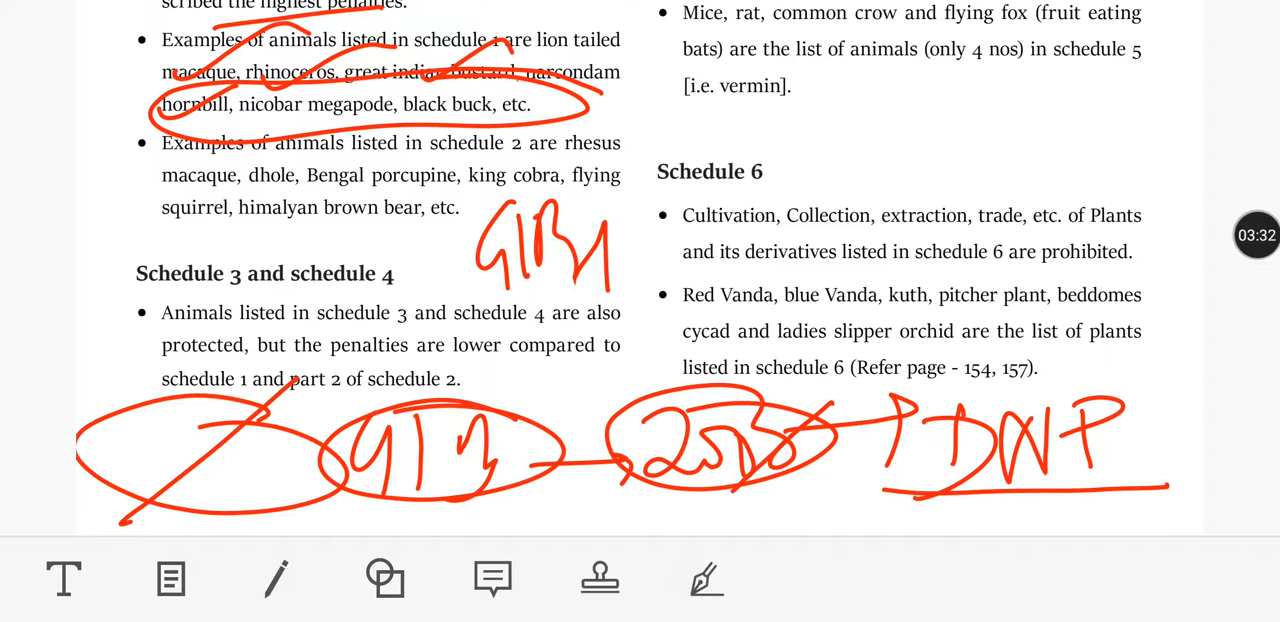 scribed the highest penalties.
• Examples of animals listed in schedule 1 are lion tailed
macaque, rhinoceros, great indian bustard, narcondam
hornbill, nicobar megapode, black buck, etc.
• Examples of animals listed in schedule 2 are rhesus
macaque, dhole, Bengal porcupine, king cobra, flying
squirrel, himalyan brown bear, etc.
Schedule 3 and schedule 4
• Animals listed in schedule 3 and schedule 4 are also
protected, but the penalties are lower compared to
schedule 1 and part 2 of schedule 2.
• Mice, rat, common crow and flying fox (fruit eating
bats) are the list of animals (only 4 nos) in schedule 5
[i.e. vermin].
Schedule 6
• Cultivation, Collection, extraction, trade, etc. of Plants
and its derivatives listed in schedule 6 are prohibited.
• Red Vanda, blue Vanda, kuth, pitcher plant, beddomes
cycad and ladies slipper orchid are the list of plants
listed in schedule 6 (Refer page - 154, 157).
GIB
DNP
03:32
T